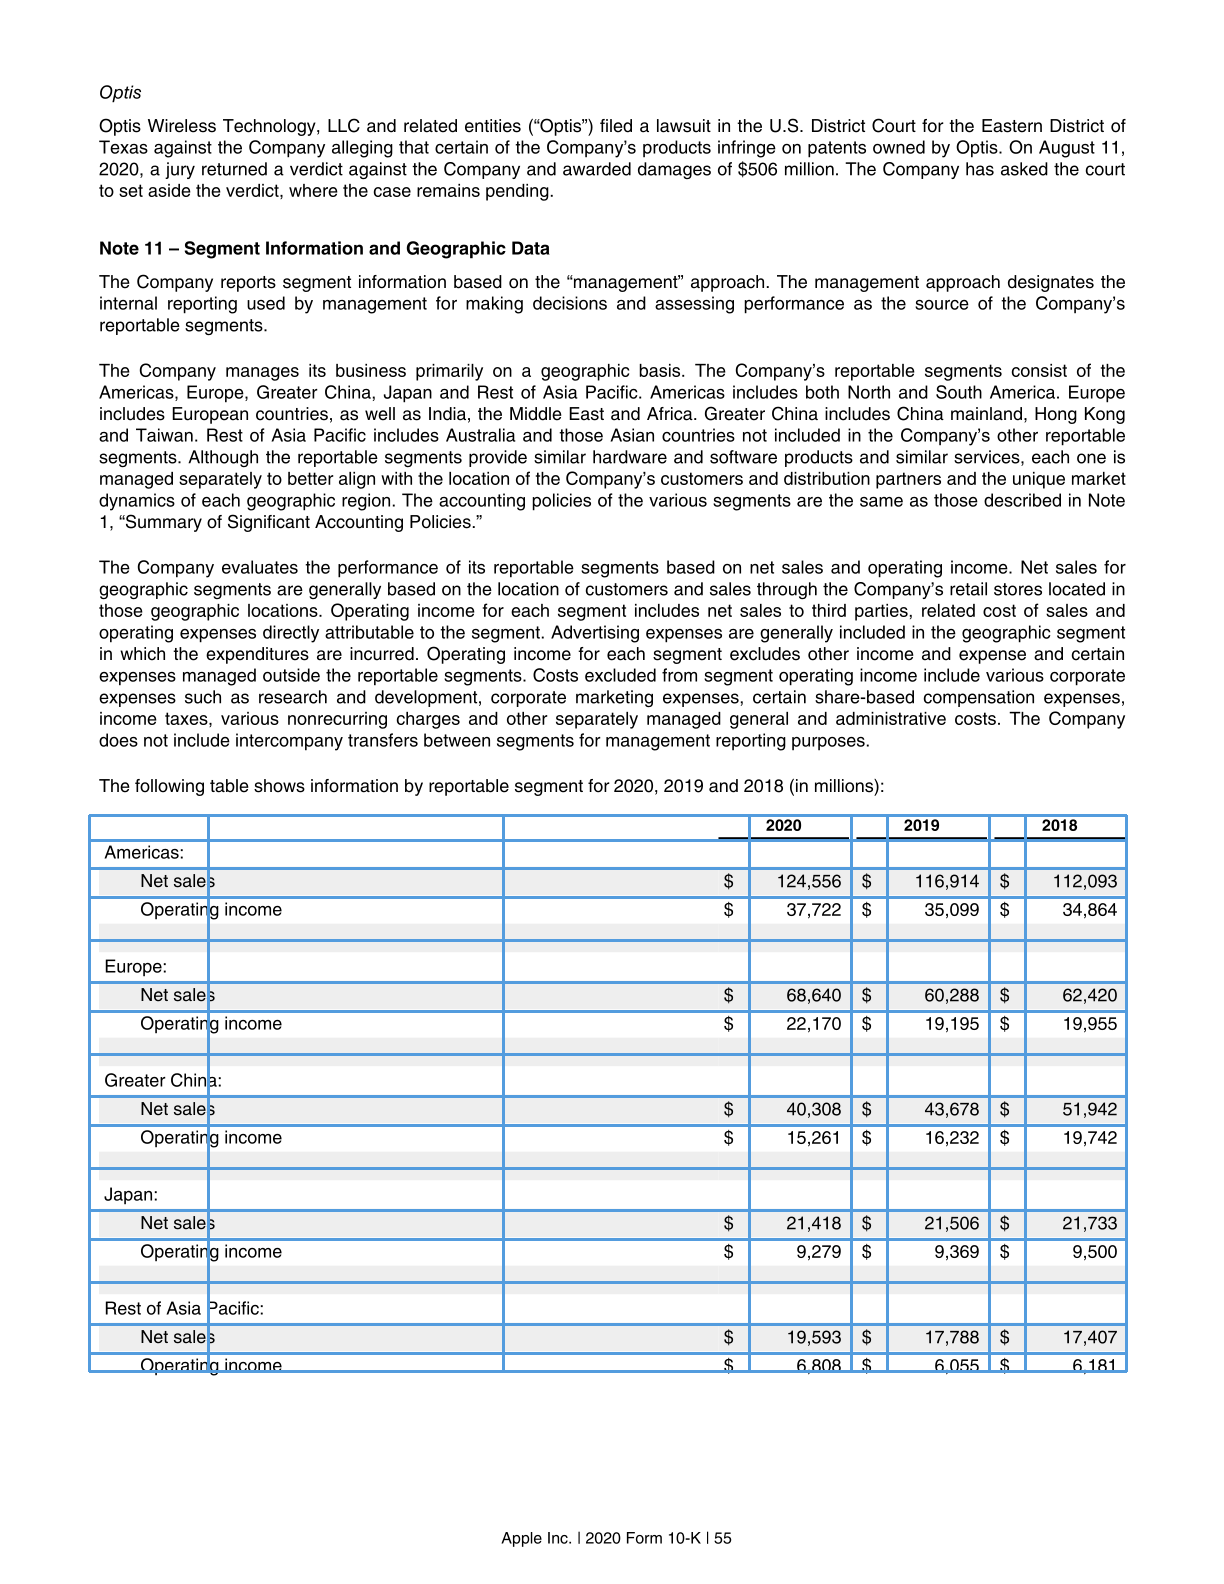 Optis
Optis Wireless Technology, LLC and related entities (“Optis”) filed a lawsuit in the U.S. District Court for the Eastern District of
Texas against the Company alleging that certain of the Company’s products infringe on patents owned by Optis. On August 11,
2020, a jury returned a verdict against the Company and awarded damages of $506 million. The Company has asked the court
to set aside the verdict, where the case remains pending.
Note 11 – Segment Information and Geographic Data
The Company reports segment information based on the “management” approach. The management approach designates the
internal reporting used by management for making decisions and assessing performance as the source of the Company’s
reportable segments.
The Company manages its business primarily on a geographic basis. The Company’s reportable segments consist of the
Americas, Europe, Greater China, Japan and Rest of Asia Pacific. Americas includes both North and South America. Europe
includes European countries, as well as India, the Middle East and Africa. Greater China includes China mainland, Hong Kong
and Taiwan. Rest of Asia Pacific includes Australia and those Asian countries not included in the Company’s other reportable
segments. Although the reportable segments provide similar hardware and software products and similar services, each one is
managed separately to better align with the location of the Company’s customers and distribution partners and the unique market
dynamics of each geographic region. The accounting policies of the various segments are the same as those described in Note
1, “Summary of Significant Accounting Policies.”
The Company evaluates the performance of its reportable segments based on net sales and operating income. Net sales for
geographic segments are generally based on the location of customers and sales through the Company’s retail stores located in
those geographic locations. Operating income for each segment includes net sales to third parties, related cost of sales and
operating expenses directly attributable to the segment. Advertising expenses are generally included in the geographic segment
in which the expenditures are incurred. Operating income for each segment excludes other income and expense and certain
expenses managed outside the reportable segments. Costs excluded from segment operating income include various corporate
expenses such as research and development, corporate marketing expenses, certain share-based compensation expenses,
income taxes, various nonrecurring charges and other separately managed general and administrative costs. The Company
does not include intercompany transfers between segments for management reporting purposes.
The following table shows information by reportable segment for 2020, 2019 and 2018 (in millions):
2020 2019 2018
Americas:
Net sales $ 124,556 $ 116,914 $ 112,093
Operating income $ 37,722 $ 35,099 $ 34,864
Europe:
Net sales $ 68,640 $ 60,288 $ 62,420
Operating income $ 22,170 $ 19,195 $ 19,955
Greater China:
Net sales $ 40,308 $ 43,678 $ 51,942
Operating income $ 15,261 $ 16,232 $ 19,742
Japan:
Net sales $ 21,418 $ 21,506 $ 21,733
Operating income $ 9,279 $ 9,369 $ 9,500
Rest of Asia Pacific:
Net sales $ 19,593 $ 17,788 $ 17,407
Operating income $ 6,808 $ 6,055 $ 6,181
Apple Inc. | 2020 Form 10-K | 55